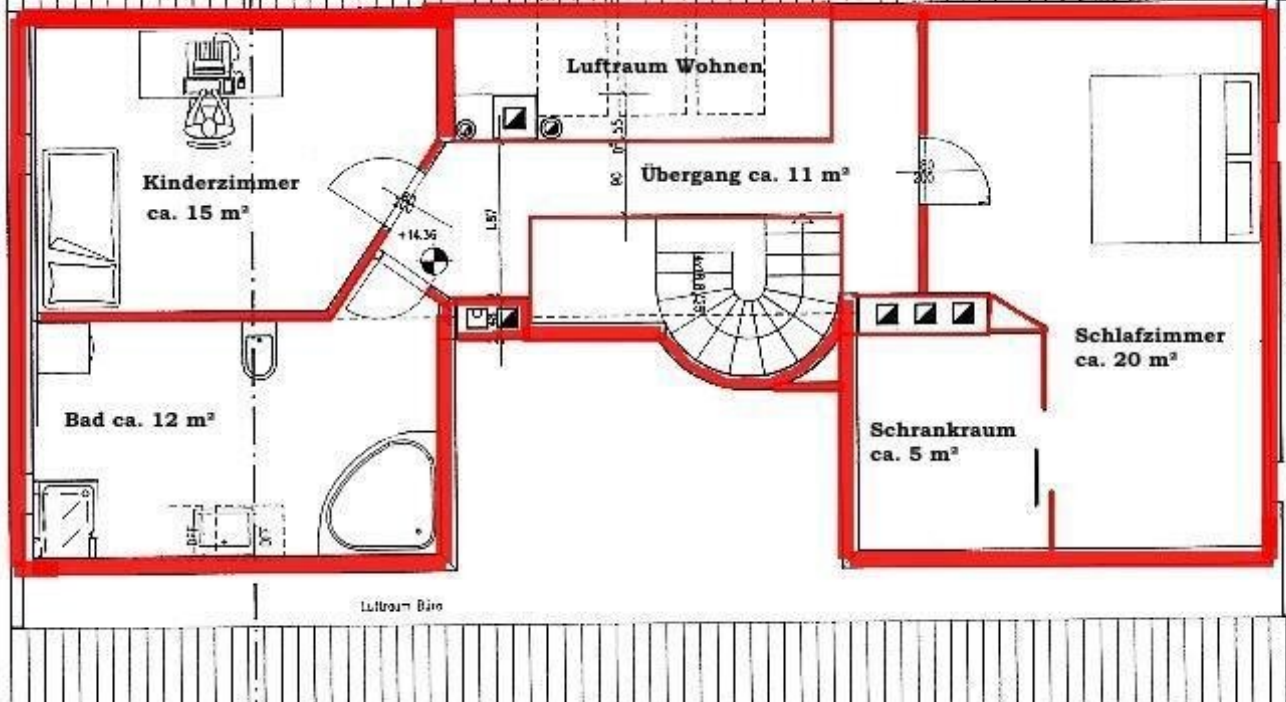 Luftraum Wohnen
Kinderzimmer
ca. 15 m²
Übergang ca. 11 m²
+14.36
Schlafzimmer
ca. 20 m²
Bad ca. 12 m²
Schrankraum
ca. 5 m²
Luftraum Büro